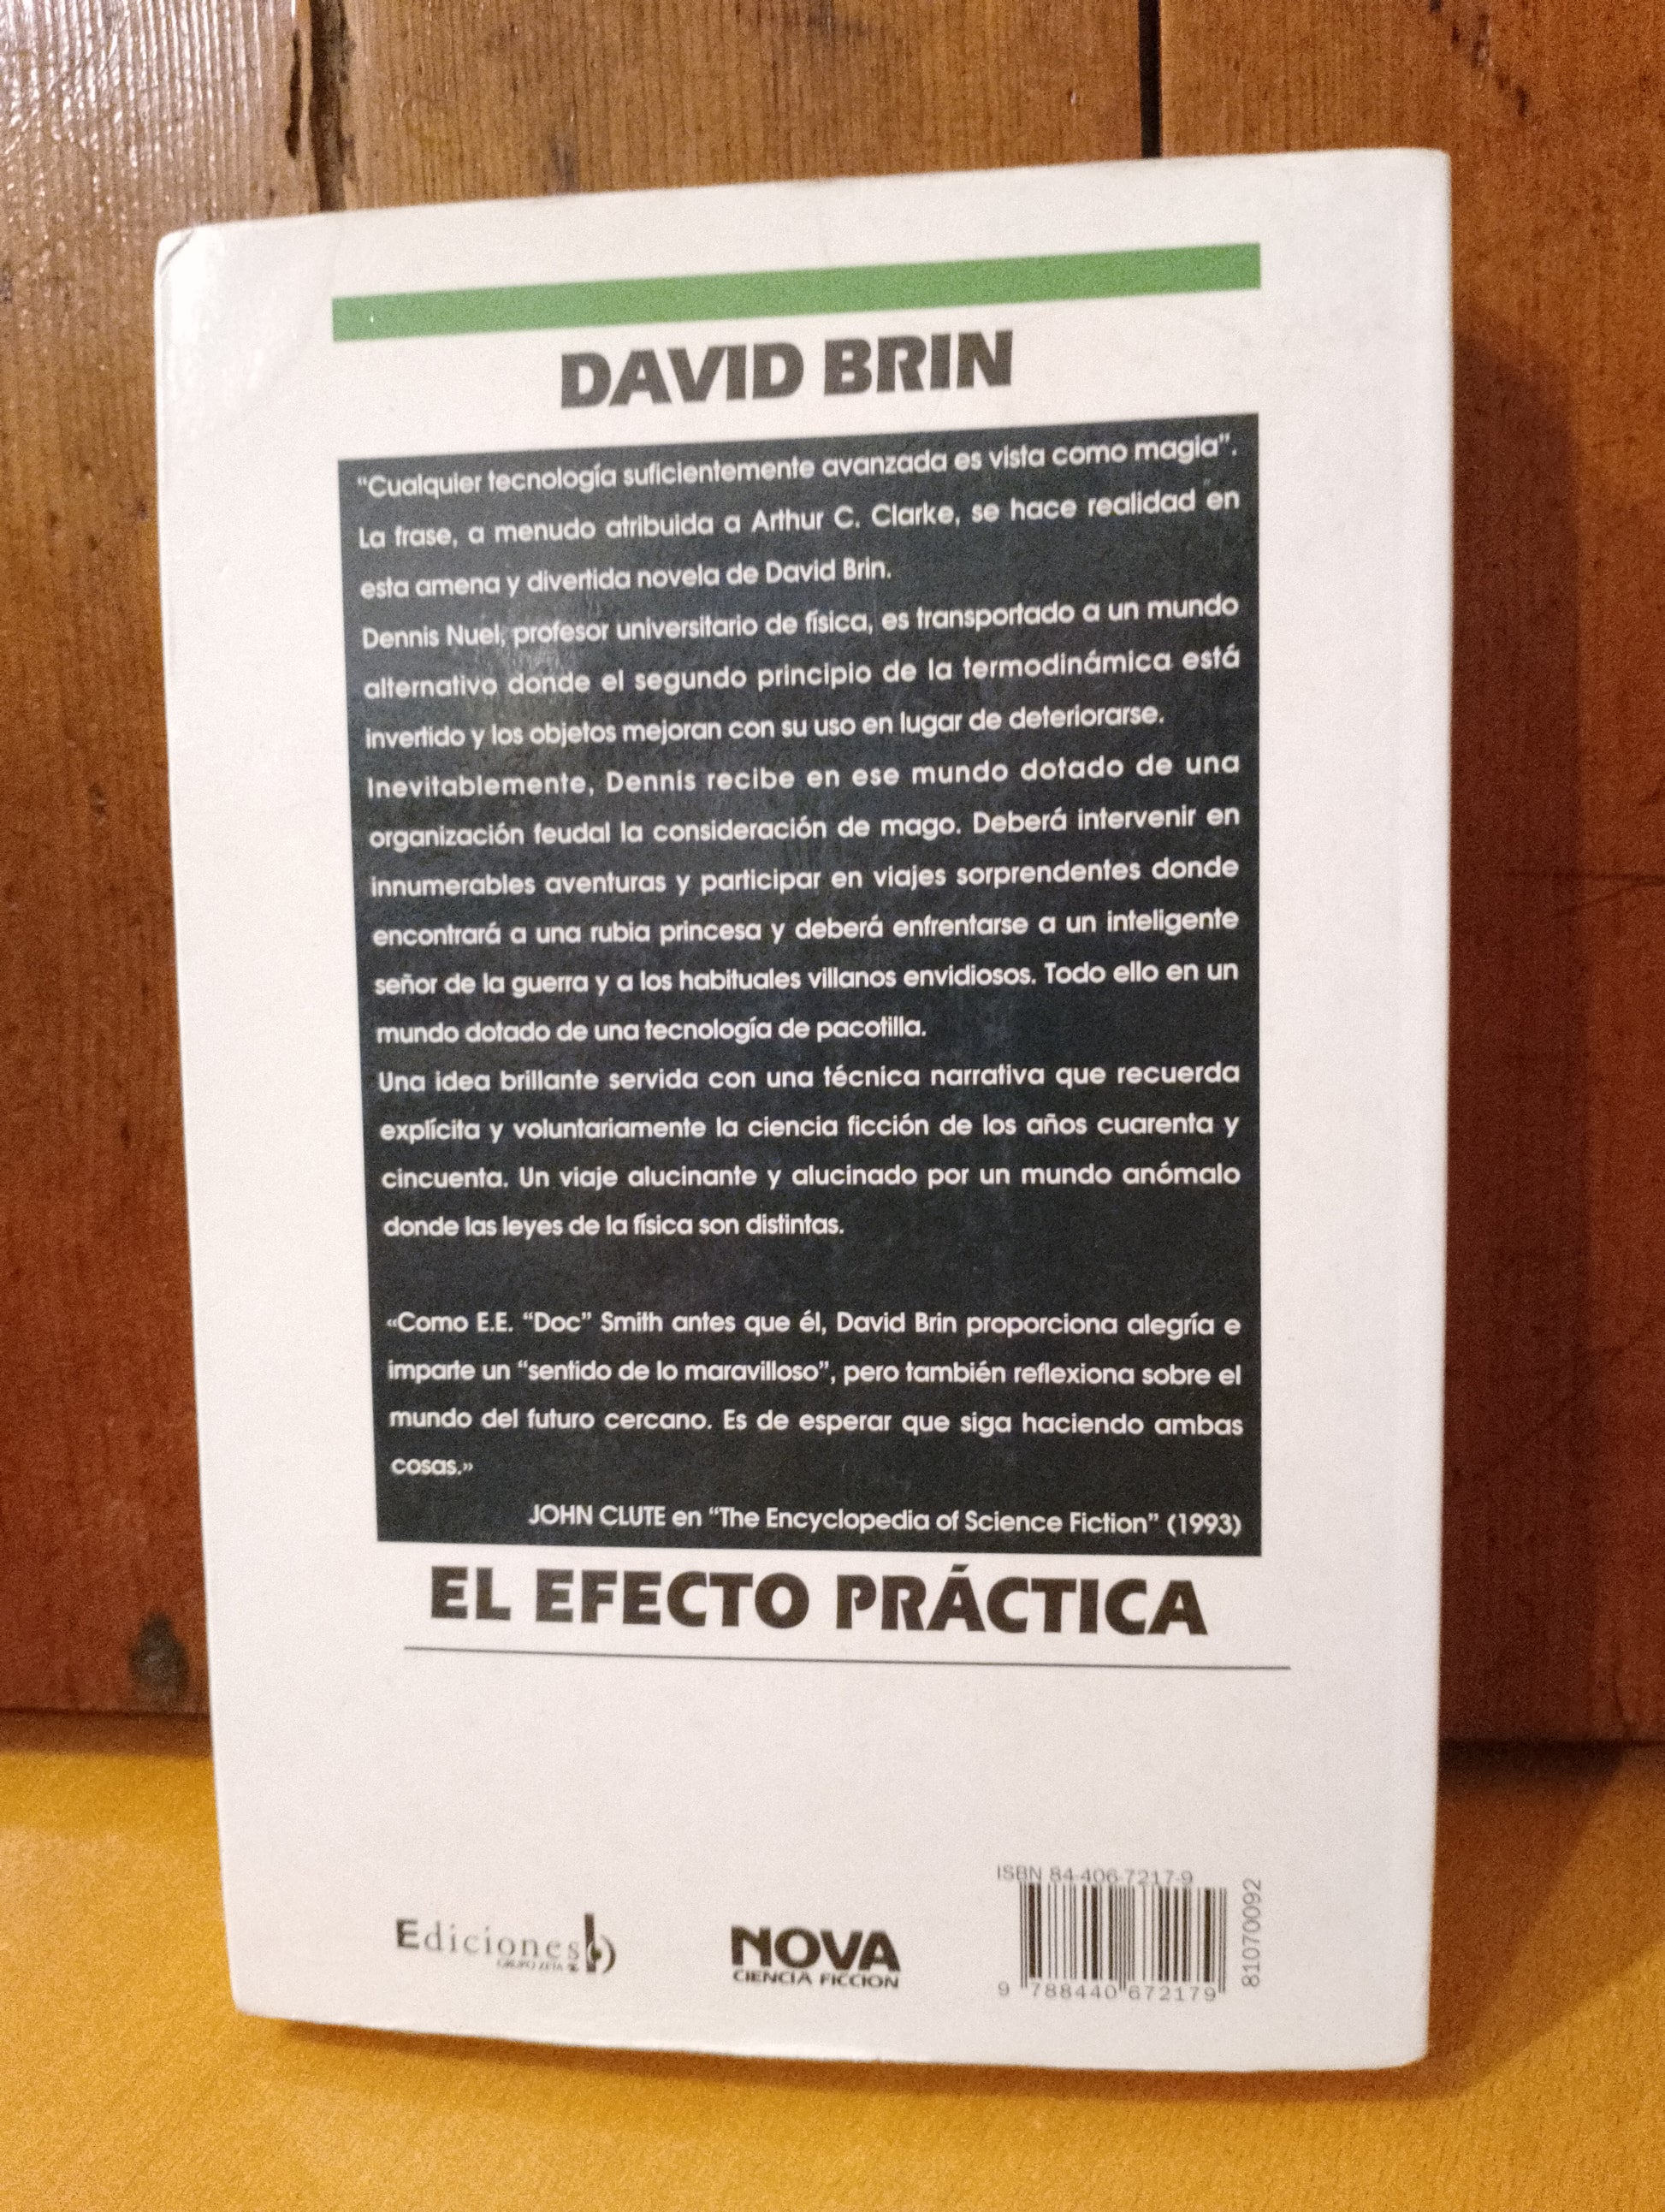 DAVID BRIN
"Cualquier tecnología suficientemente avanzada es vista como magia".
La frase, a menudo atribuida a Arthur C. Clarke, se hace realidad en
esta amena y divertida novela de David Brin.
Dennis Nuel, profesor universitario de física, es transportado a un mundo
alternativo donde el segundo principio de la termodinámica está
invertido y los objetos mejoran con su uso en lugar de deteriorarse.
Inevitablemente, Dennis recibe en ese mundo dotado de una
organización feudal la consideración de mago. Deberá intervenir en
innumerables aventuras y participar en viajes sorprendentes donde
encontrará a una rubia princesa y deberá enfrentarse a un inteligente
señor de la guerra y a los habituales villanos envidiosos. Todo ello en un
mundo dotado de una tecnología de pacotilla.
Una idea brillante servida con una técnica narrativa que recuerda
explícita y voluntariamente la ciencia ficción de los años cuarenta y
cincuenta. Un viaje alucinante y alucinado por un mundo anómalo
donde las leyes de la física son distintas.
«Como E.E. "Doc" Smith antes que él, David Brin proporciona alegría e
imparte un "sentido de lo maravilloso", pero también reflexiona sobre el
mundo del futuro cercano. Es de esperar que siga haciendo ambas
cosas.»
JOHN CLUTE en "The Encyclopedia of Science Fiction" (1993)
EL EFECTO PRÁCTICA
Ediciones b
GRUPO ZETA
NOVA
CIENCIA FICCION
ISBN 84-406-7217-9
9 788440 672179
81070092